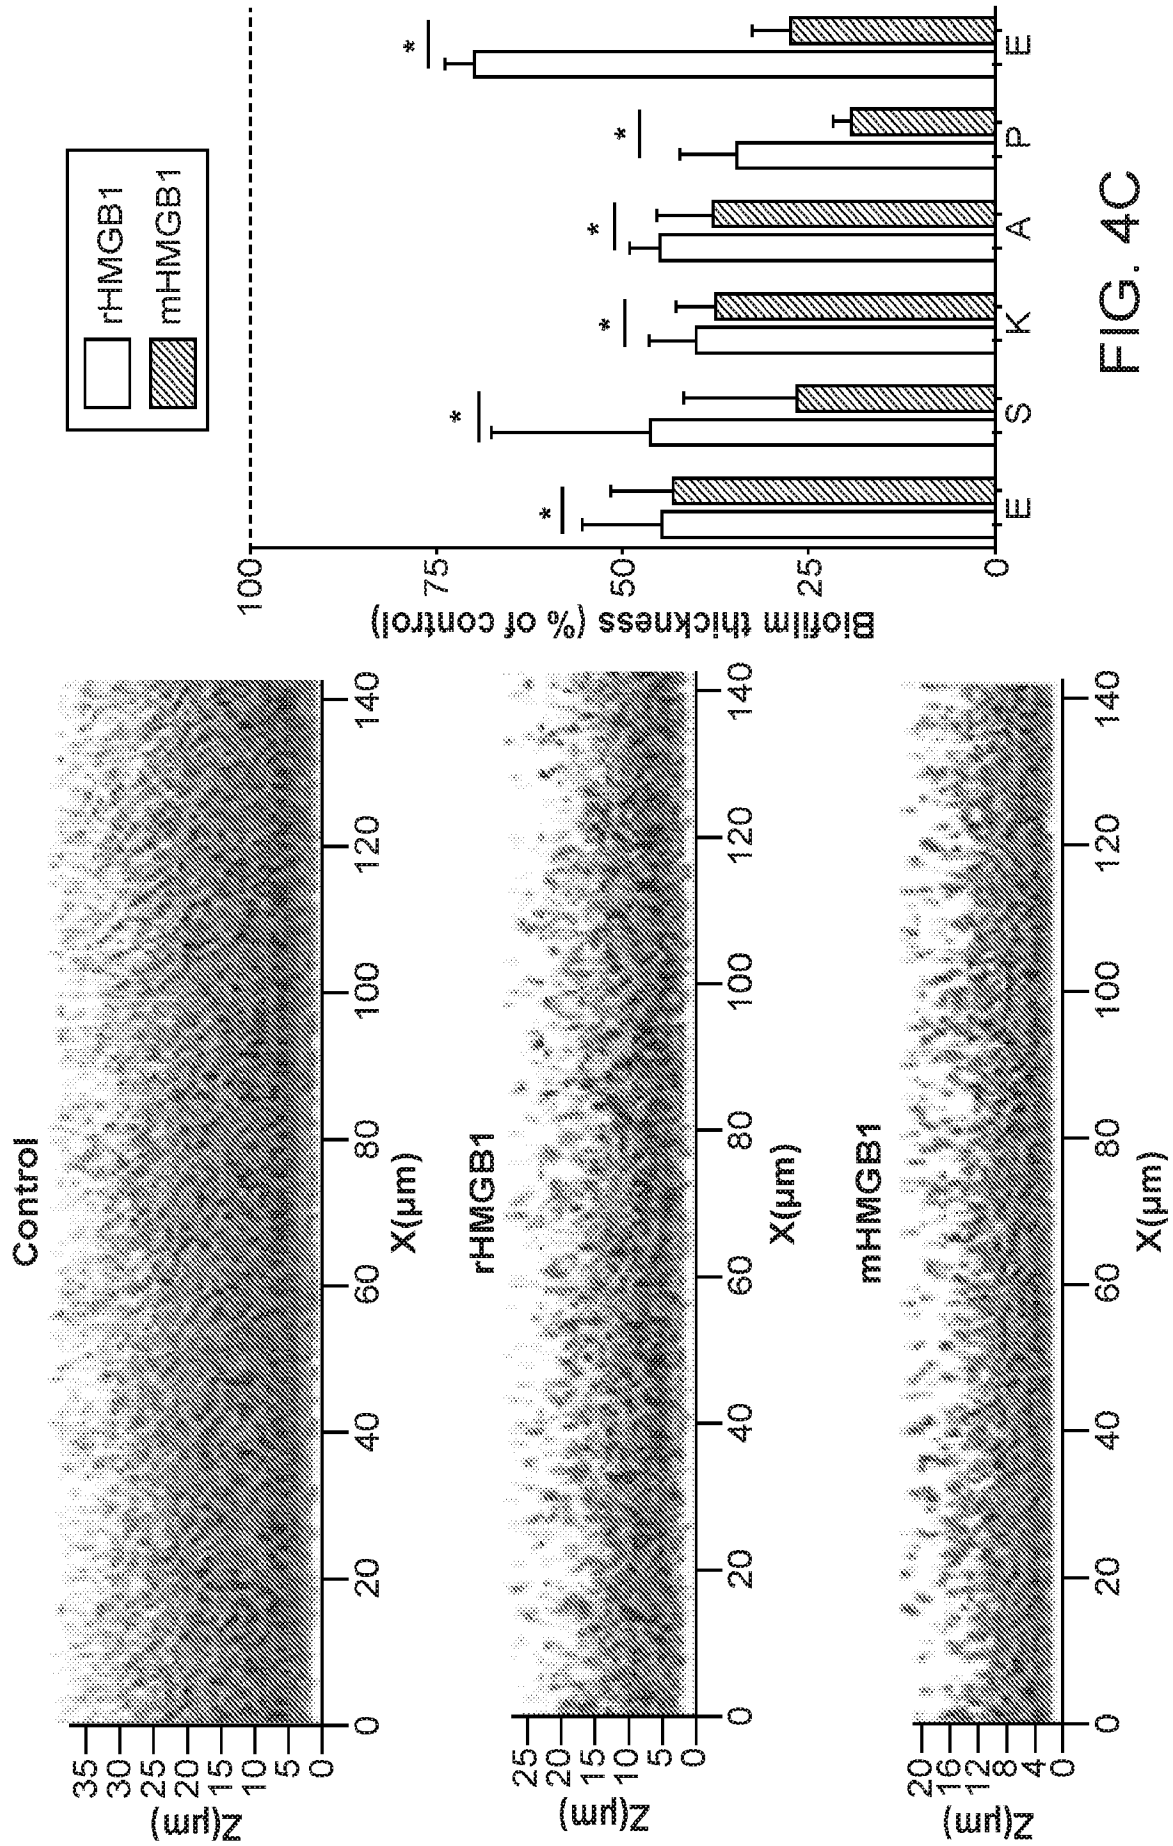 Control
Z(µm)
35
30
25
20
15
10
5
0
0 20 40 60 80 100 120 140
X(µm)
rHMGB1
Z(µm)
25
20
15
10
5
0
0 20 40 60 80 100 120 140
X(µm)
mHMGB1
Z(µm)
20
16
12
8
4
0
0 20 40 60 80 100 120 140
X(µm)
rHMGB1
mHMGB1
Biofilm thickness (% of control)
100
75
50
25
0
* * * * * *
E S K A P E
FIG. 4C